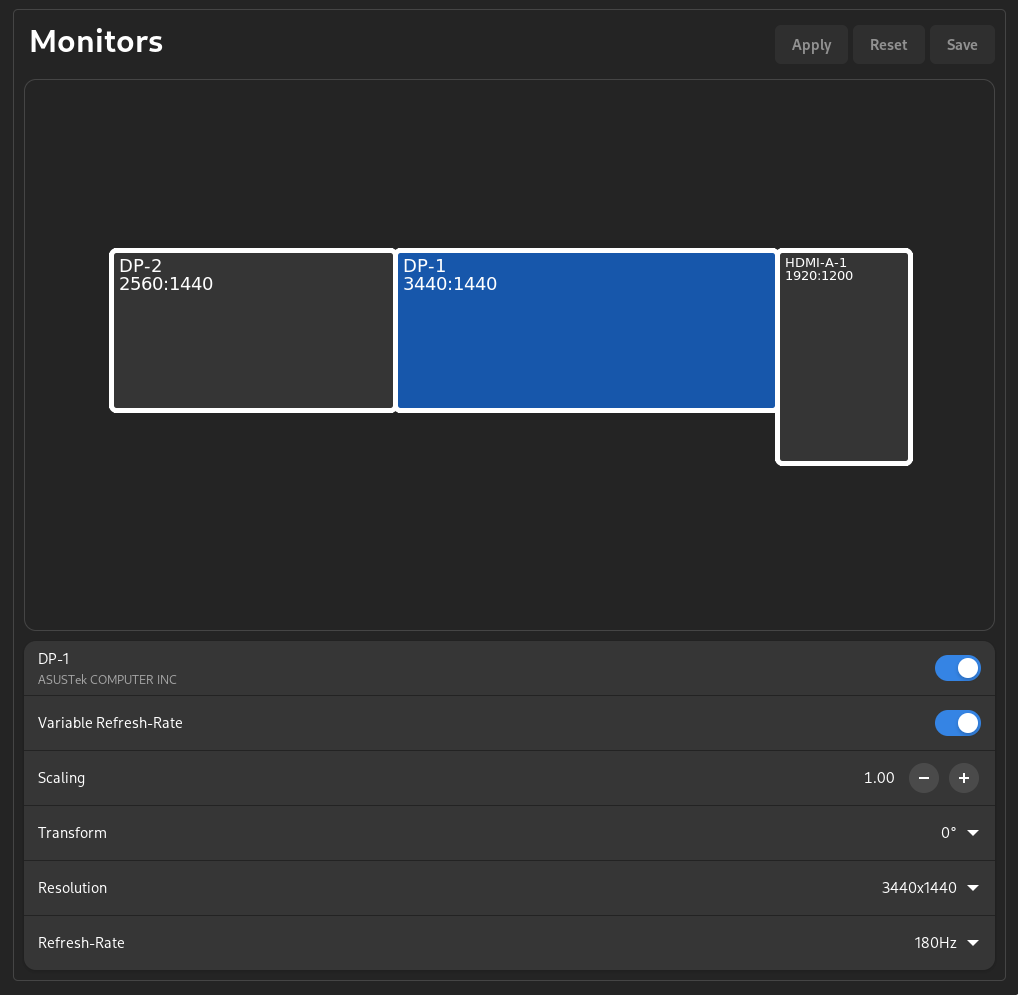 Monitors
Apply
Reset
Save
DP-2
2560:1440
DP-1
3440:1440
HDMI-A-1
1920:1200
DP-1
ASUSTek COMPUTER INC
Variable Refresh-Rate
Scaling
1.00
Transform
0°
Resolution
3440x1440
Refresh-Rate
180Hz